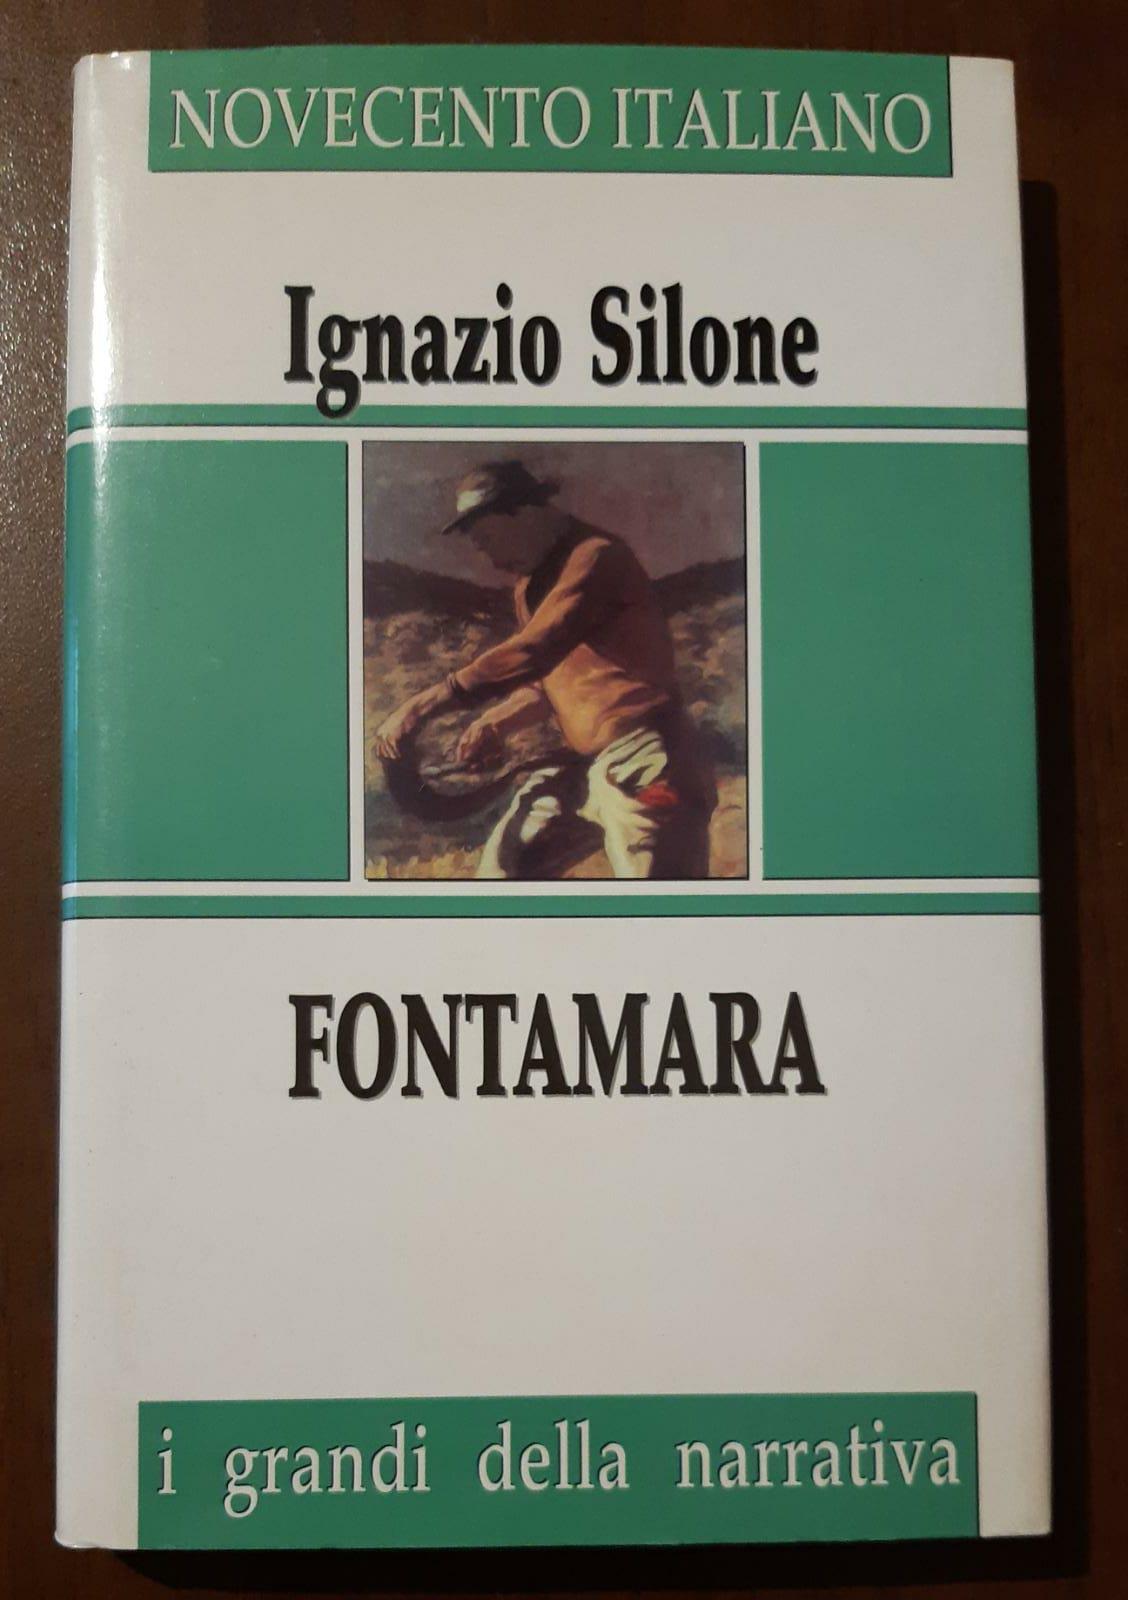 NOVECENTO ITALIANO
Ignazio Silone
FONTAMARA
i grandi della narrativa